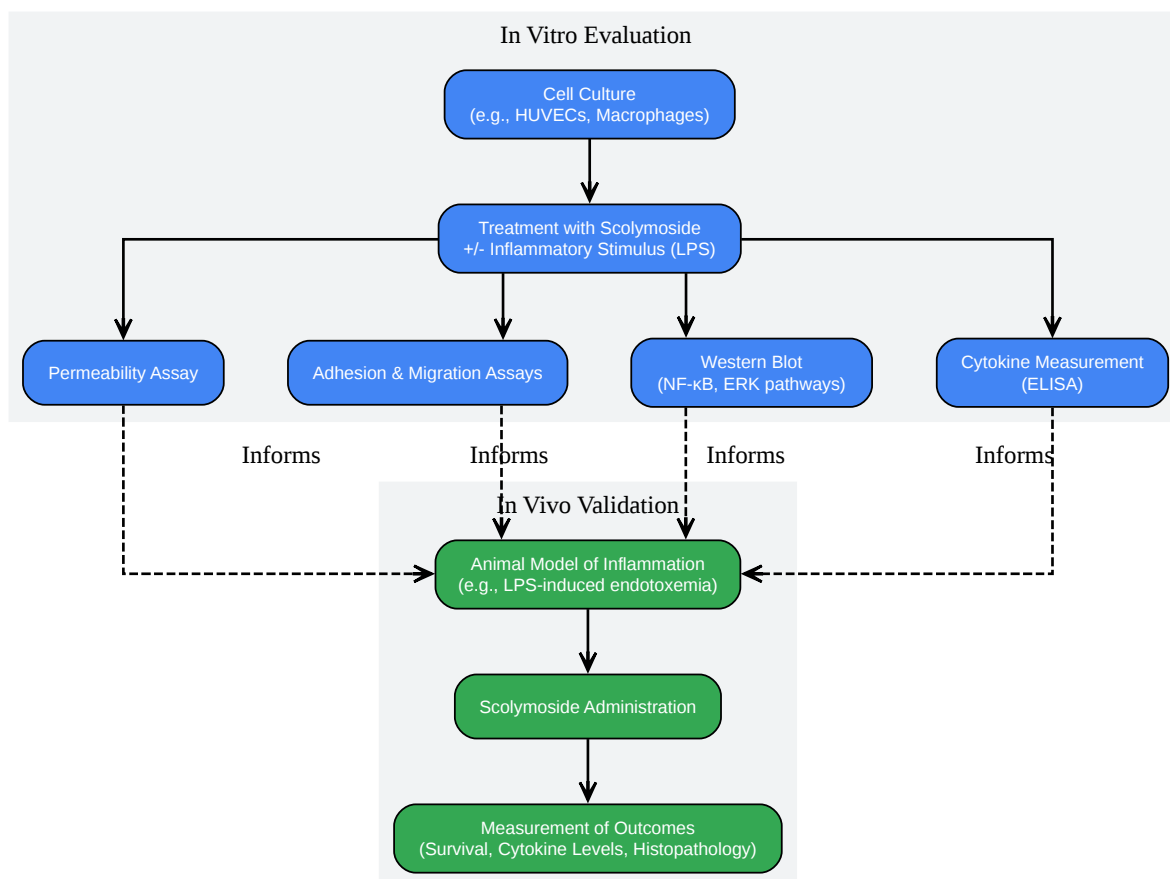 In Vitro Evaluation
Cell Culture
(e.g., HUVECs, Macrophages)
Treatment with Scolymoside
+/- Inflammatory Stimulus (LPS)
Permeability Assay
Adhesion & Migration Assays
Western Blot
(NF-κB, ERK pathways)
Cytokine Measurement
(ELISA)
Informs
Informs
Informs
Informs
In Vivo Validation
Animal Model of Inflammation
(e.g., LPS-induced endotoxemia)
Scolymoside Administration
Measurement of Outcomes
(Survival, Cytokine Levels, Histopathology)